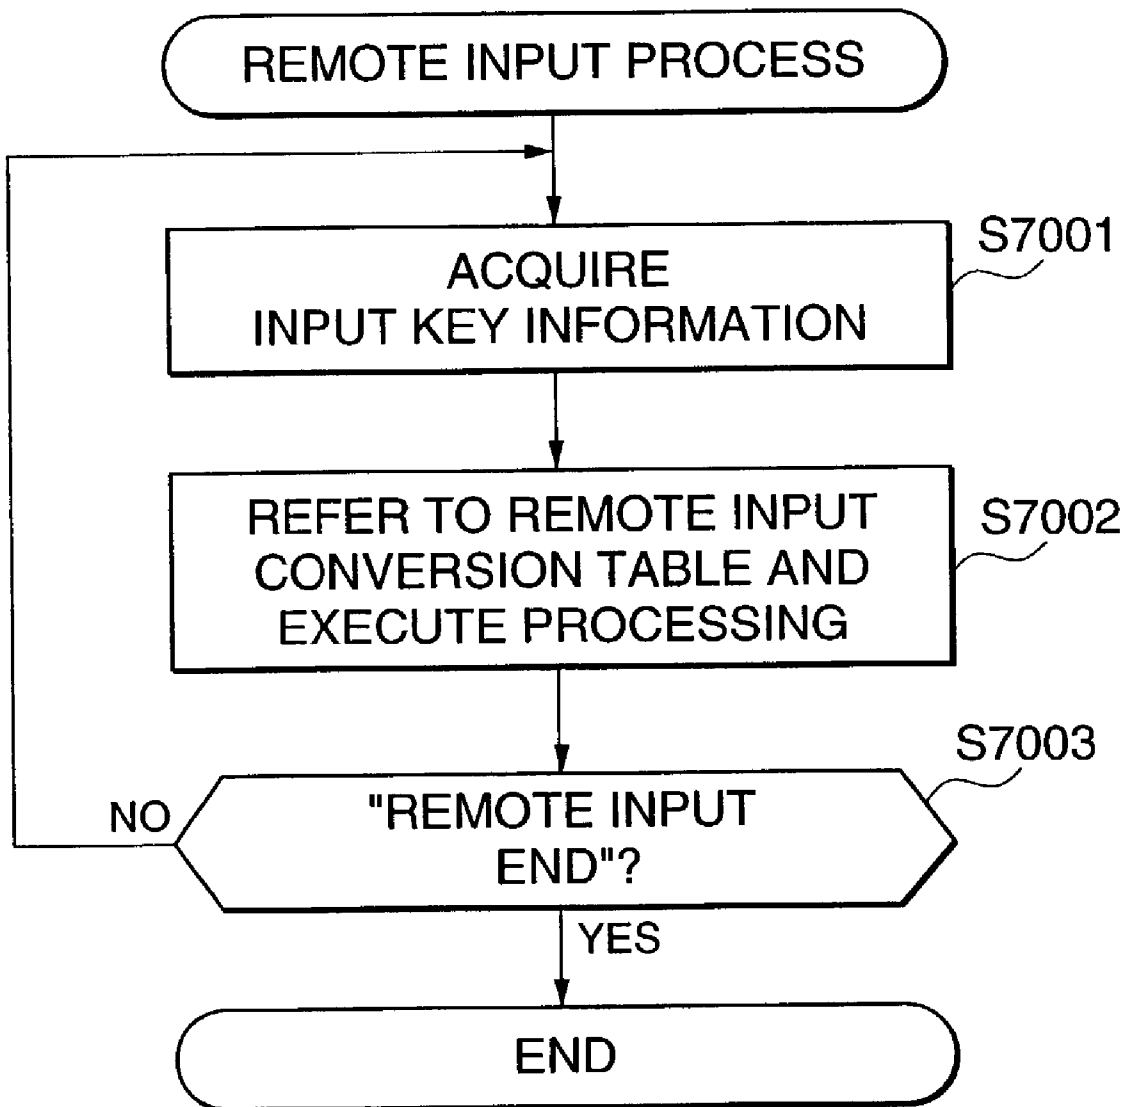 REMOTE INPUT PROCESS
S7001
ACQUIRE
INPUT KEY INFORMATION
S7002
REFER TO REMOTE INPUT
CONVERSION TABLE AND
EXECUTE PROCESSING
S7003
"REMOTE INPUT
END"?
NO
YES
END